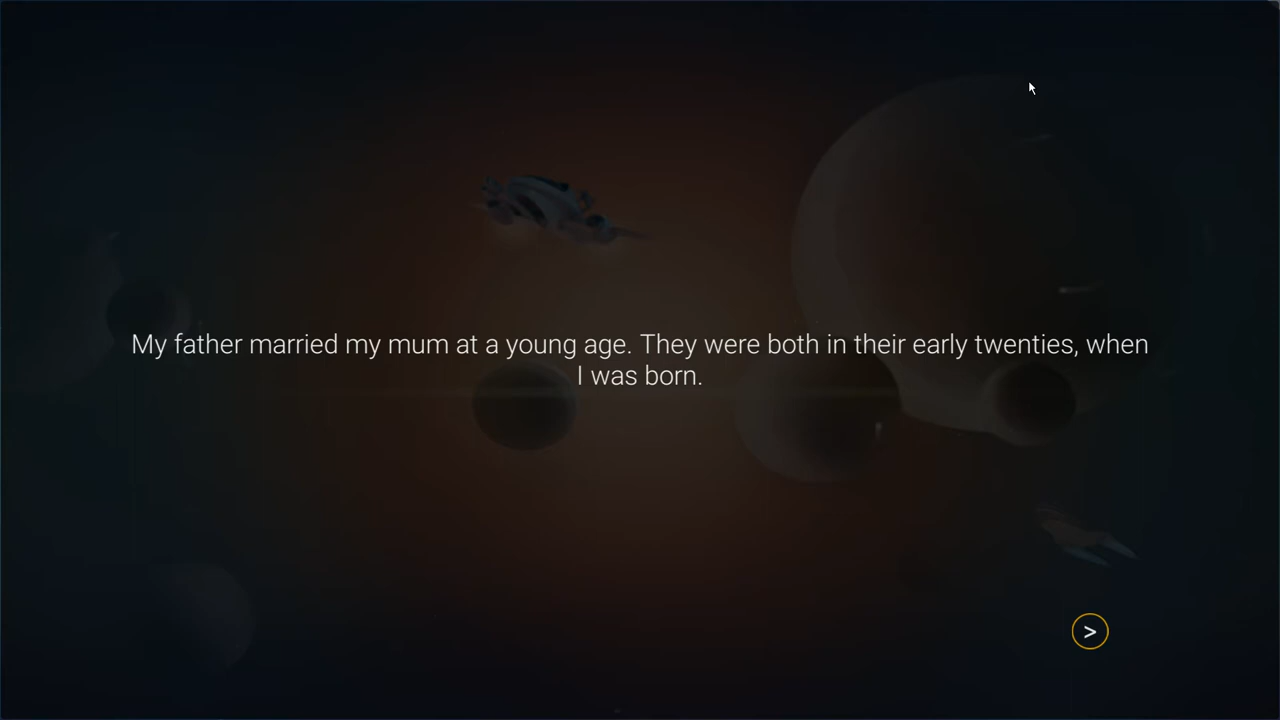 My father married my mum at a young age. They were both in their early twenties, when
I was born.
>